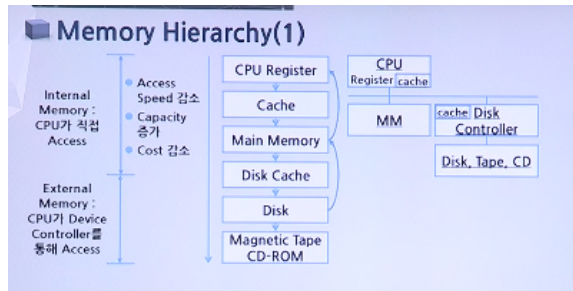 Memory Hierarchy(1)
Internal
Memory :
CPU가 직접
Access
External
Memory :
CPU가 Device
Controller를
통해 Access
Access
Speed 감소
Capacity
증가
Cost 감소
CPU Register
Cache
Main Memory
Disk Cache
Disk
Magnetic Tape
CD-ROM
CPU
Register cache
MM
cache Disk
Controller
Disk, Tape, CD